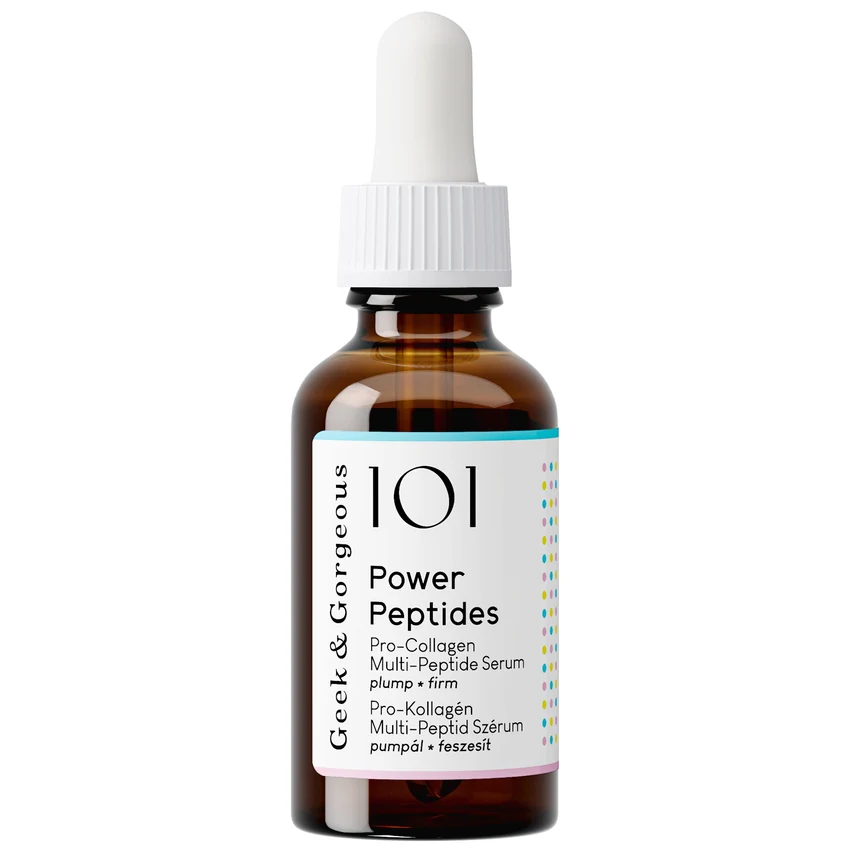 Geek & Gorgeous
101
Power
Peptides
Pro-Collagen
Multi-Peptide Serum
plump * firm
Pro-Kollagén
Multi-Peptid Szérum
pumpál * feszesít